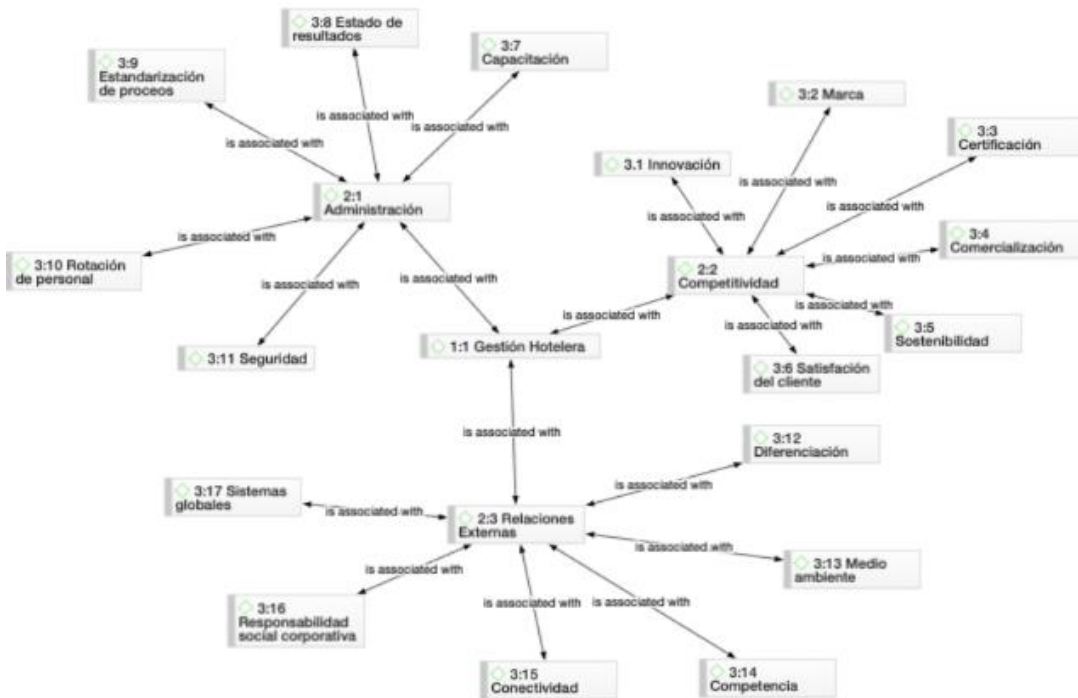 3:8 Estado de
resultados
3:7
Capacitación
3:9
Estandarización
de proceos
3:2 Marca
3:3
Certificación
is associated with
is associated with
is associated with
3.1 Innovación
is associated with
is associated with
2:1
Administración
is associated with
3:4
Comercialización
is associated with
is associated with
3:10 Rotación
de personal
2:2
Competitividad
is associated with
is associated with
is associated with
is associated with
is associated with
3:5
Sostenibilidad
3:11 Seguridad
1:1 Gestión Hotelera
3:6 Satisfación
del cliente
is associated with
3:12
Diferenciación
3:17 Sistemas
globales
is associated with
is associated with
2:3 Relaciones
Externas
is associated with
3:13 Medio
ambiente
is associated with
3:16
Responsabilidad
social corporativa
is associated with
is associated with
3:15
Conectividad
3:14
Competencia